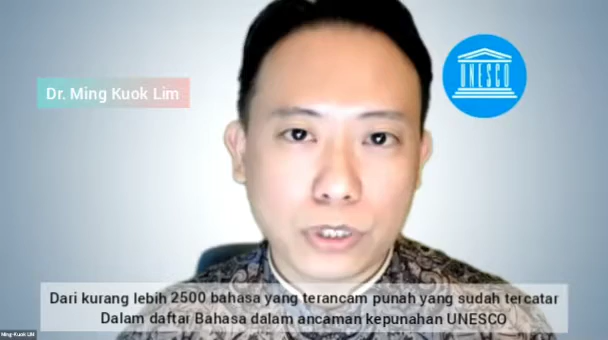 Dr. Ming Kuok Lim
UNESCO
Dari kurang lebih 2500 bahasa yang terancam punah yang sudah tercatar
Dalam daftar Bahasa dalam ancaman kepunahan UNESCO
Ming-Kuok LIM